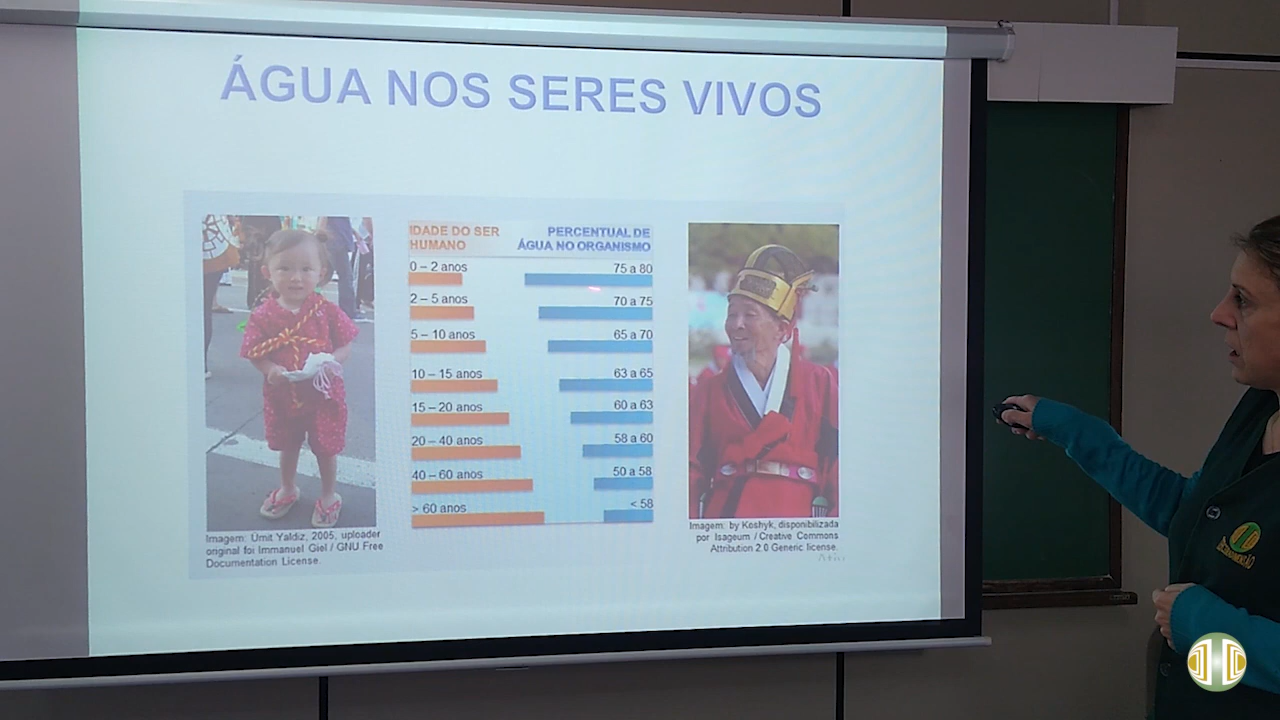 ÁGUA NOS SERES VIVOS
IDADE DO SER
HUMANO
PERCENTUAL DE
ÁGUA NO ORGANISMO
0 – 2 anos 75 a 80
2 – 5 anos 70 a 75
5 – 10 anos 65 a 70
10 – 15 anos 63 a 65
15 – 20 anos 60 a 63
20 – 40 anos 58 a 60
40 – 60 anos 50 a 58
> 60 anos < 58
Imagem: Ümit Yaldiz, 2005, uploader
original foi Immanuel Giel / GNU Free
Documentation License.
Imagem: by Koshyk, disponibilizada
por Isageum / Creative Commons
Attribution 2.0 Generic license.